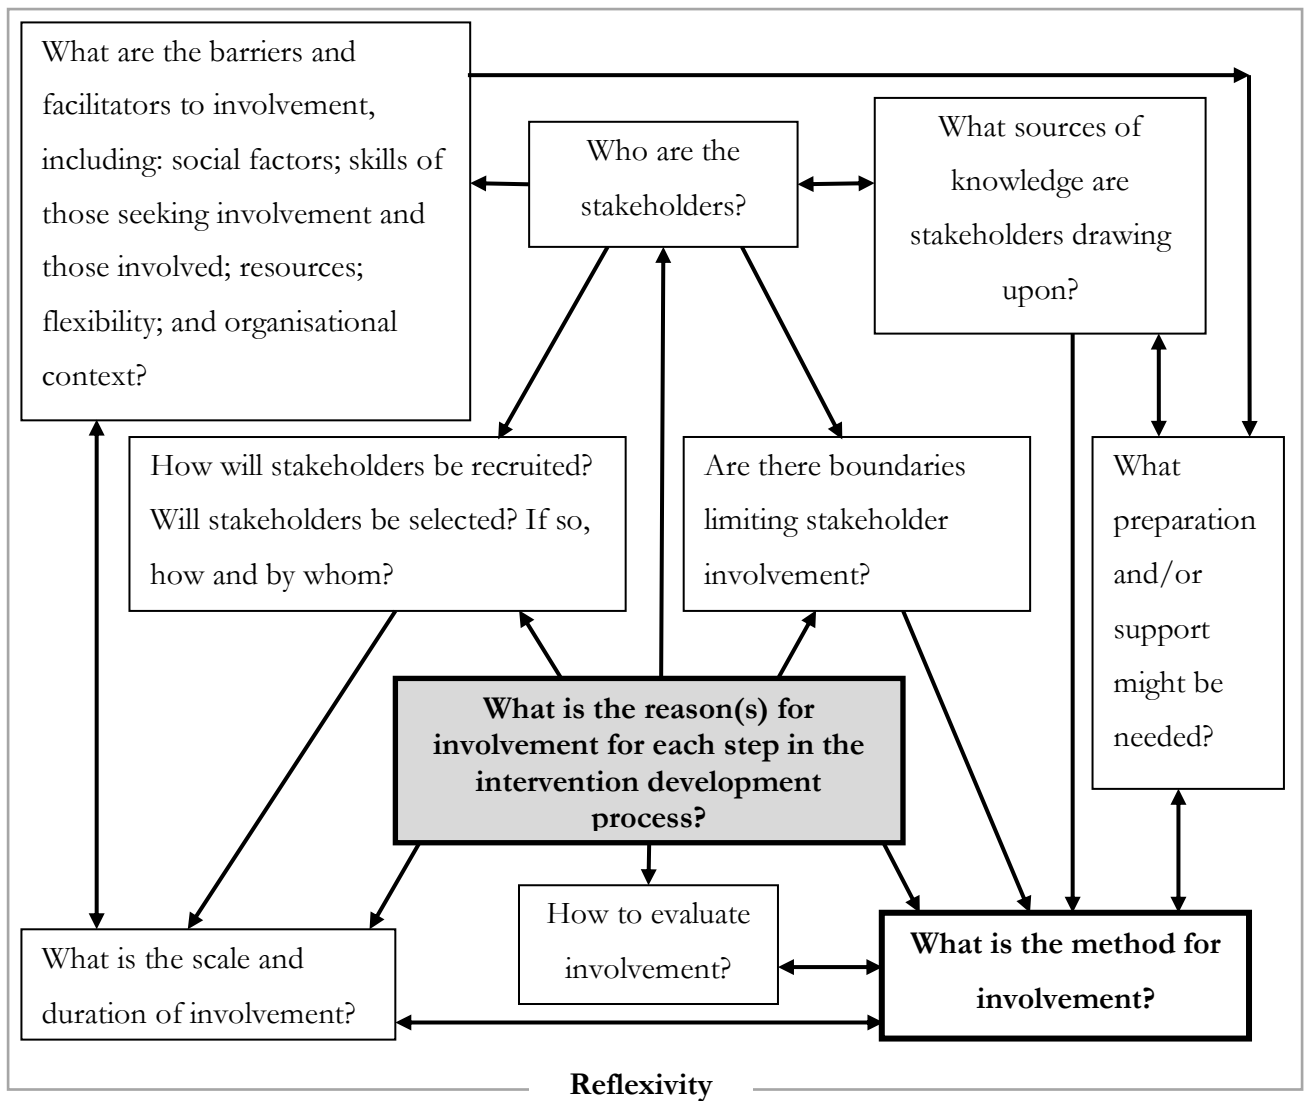 What are the barriers and
facilitators to involvement,
including: social factors; skills of
those seeking involvement and
those involved; resources;
flexibility; and organisational
context?
Who are the
stakeholders?
What sources of
knowledge are
stakeholders drawing
upon?
How will stakeholders be recruited?
Will stakeholders be selected? If so,
how and by whom?
Are there boundaries
limiting stakeholder
involvement?
What
preparation
and/or
support
might be
needed?
What is the reason(s) for
involvement for each step in the
intervention development
process?
What is the scale and
duration of involvement?
How to evaluate
involvement?
What is the method for
involvement?
Reflexivity